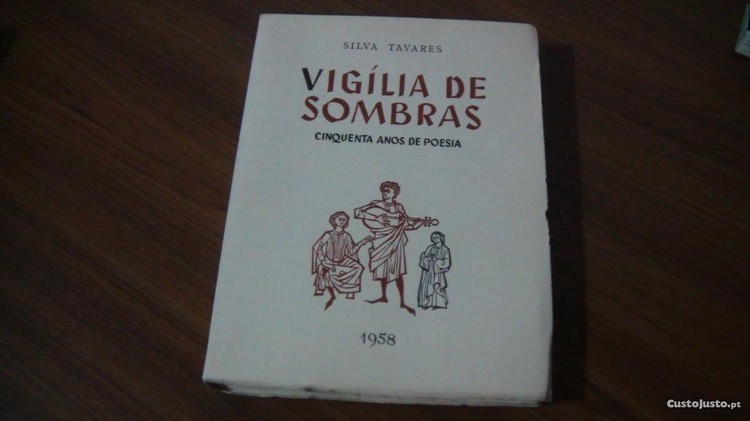 SILVA TAVARES
VIGÍLIA DE
SOMBRAS
CINQUENTA ANOS DE POESIA
1958
CustoJusto.pt